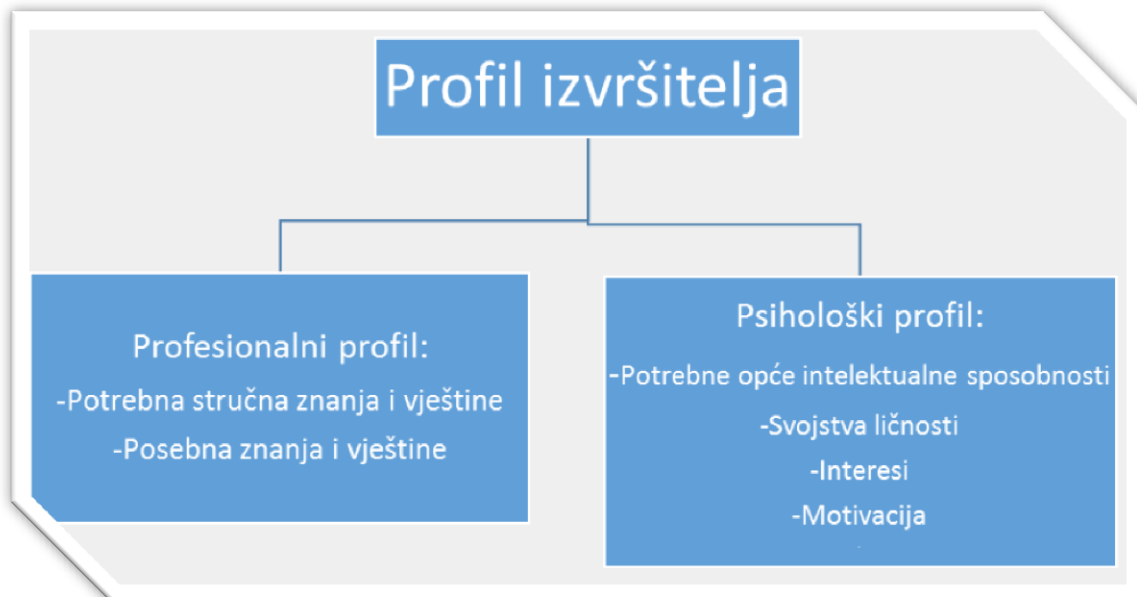 Profil izvršitelja
Profesionalni profil:
-Potrebna stručna znanja i vještine
-Posebna znanja i vještine
Psihološki profil:
-Potrebne opće intelektualne sposobnosti
-Svojstva ličnosti
-Interesi
-Motivacija